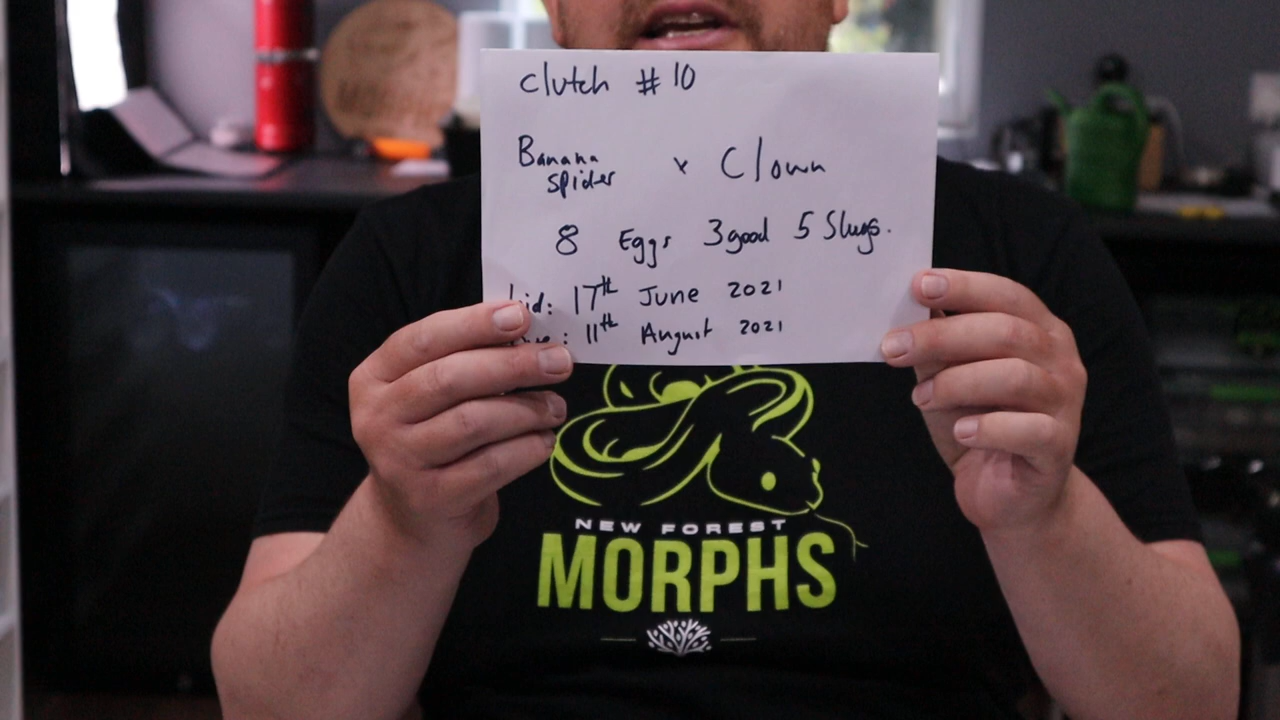 Clutch #10
Banana Spider x Clown
8 Eggs 3 good 5 Slugs.
17th June 2021
11th August 2021
NEW FOREST
MORPHS